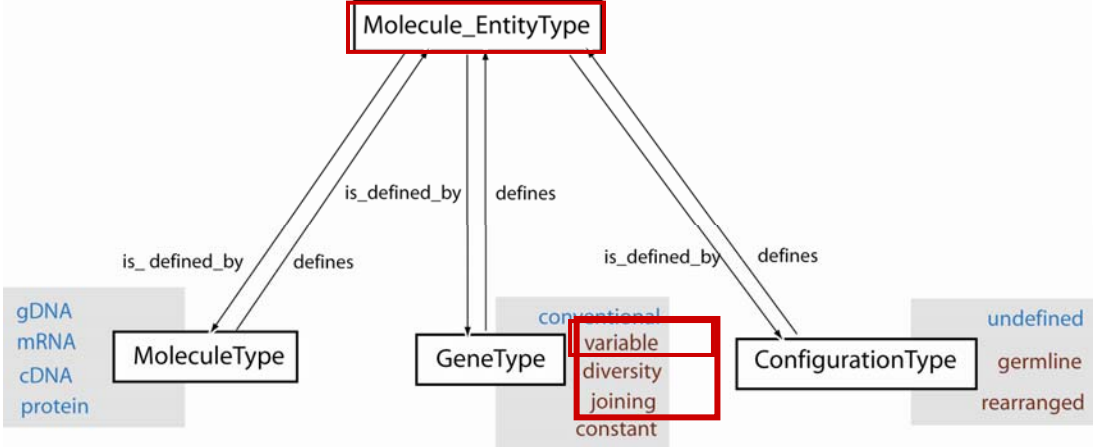 Molecule_EntityType
is_defined_by
defines
is_ defined_by
defines
is_defined_by
defines
gDNA
mRNA
cDNA
protein
MoleculeType
GeneType
conventional
variable
diversity
joining
constant
ConfigurationType
undefined
germline
rearranged